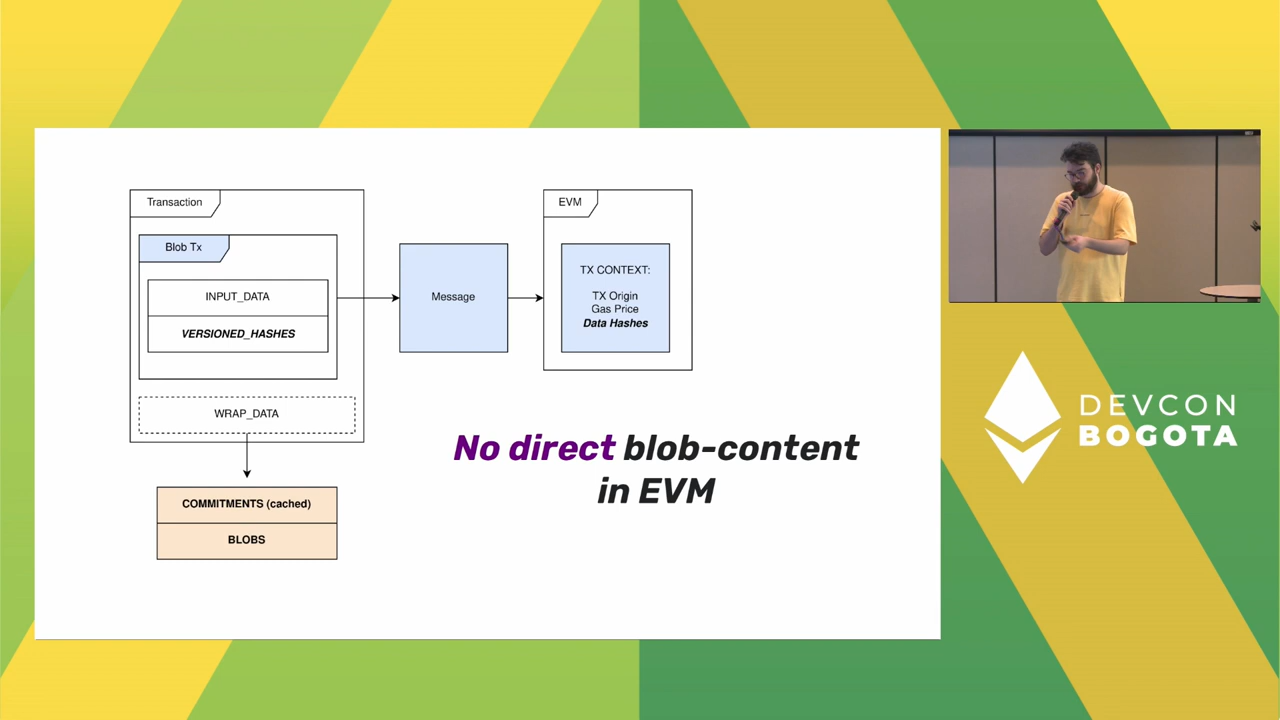 Transaction
Blob Tx
INPUT_DATA
VERSIONED_HASHES
WRAP_DATA
COMMITMENTS (cached)
BLOBS
Message
EVM
TX CONTEXT:
TX Origin
Gas Price
Data Hashes
No direct blob-content
in EVM
DEVCON
BOGOTA